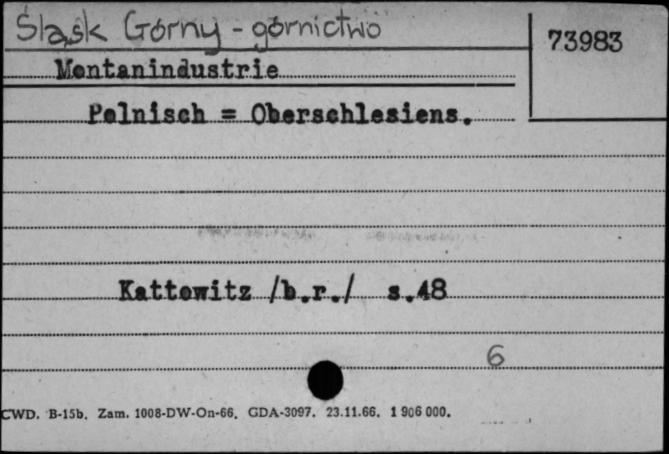 Śląsk Górny - górnictwo
73983
Montanindustrie
Polnisch = Oberschlesiens.
Kattowitz /b.r./ s.48
6
CWD. B-15b. Zam. 1008-DW-On-66. GDA-3097. 23.11.66. 1 906 000.